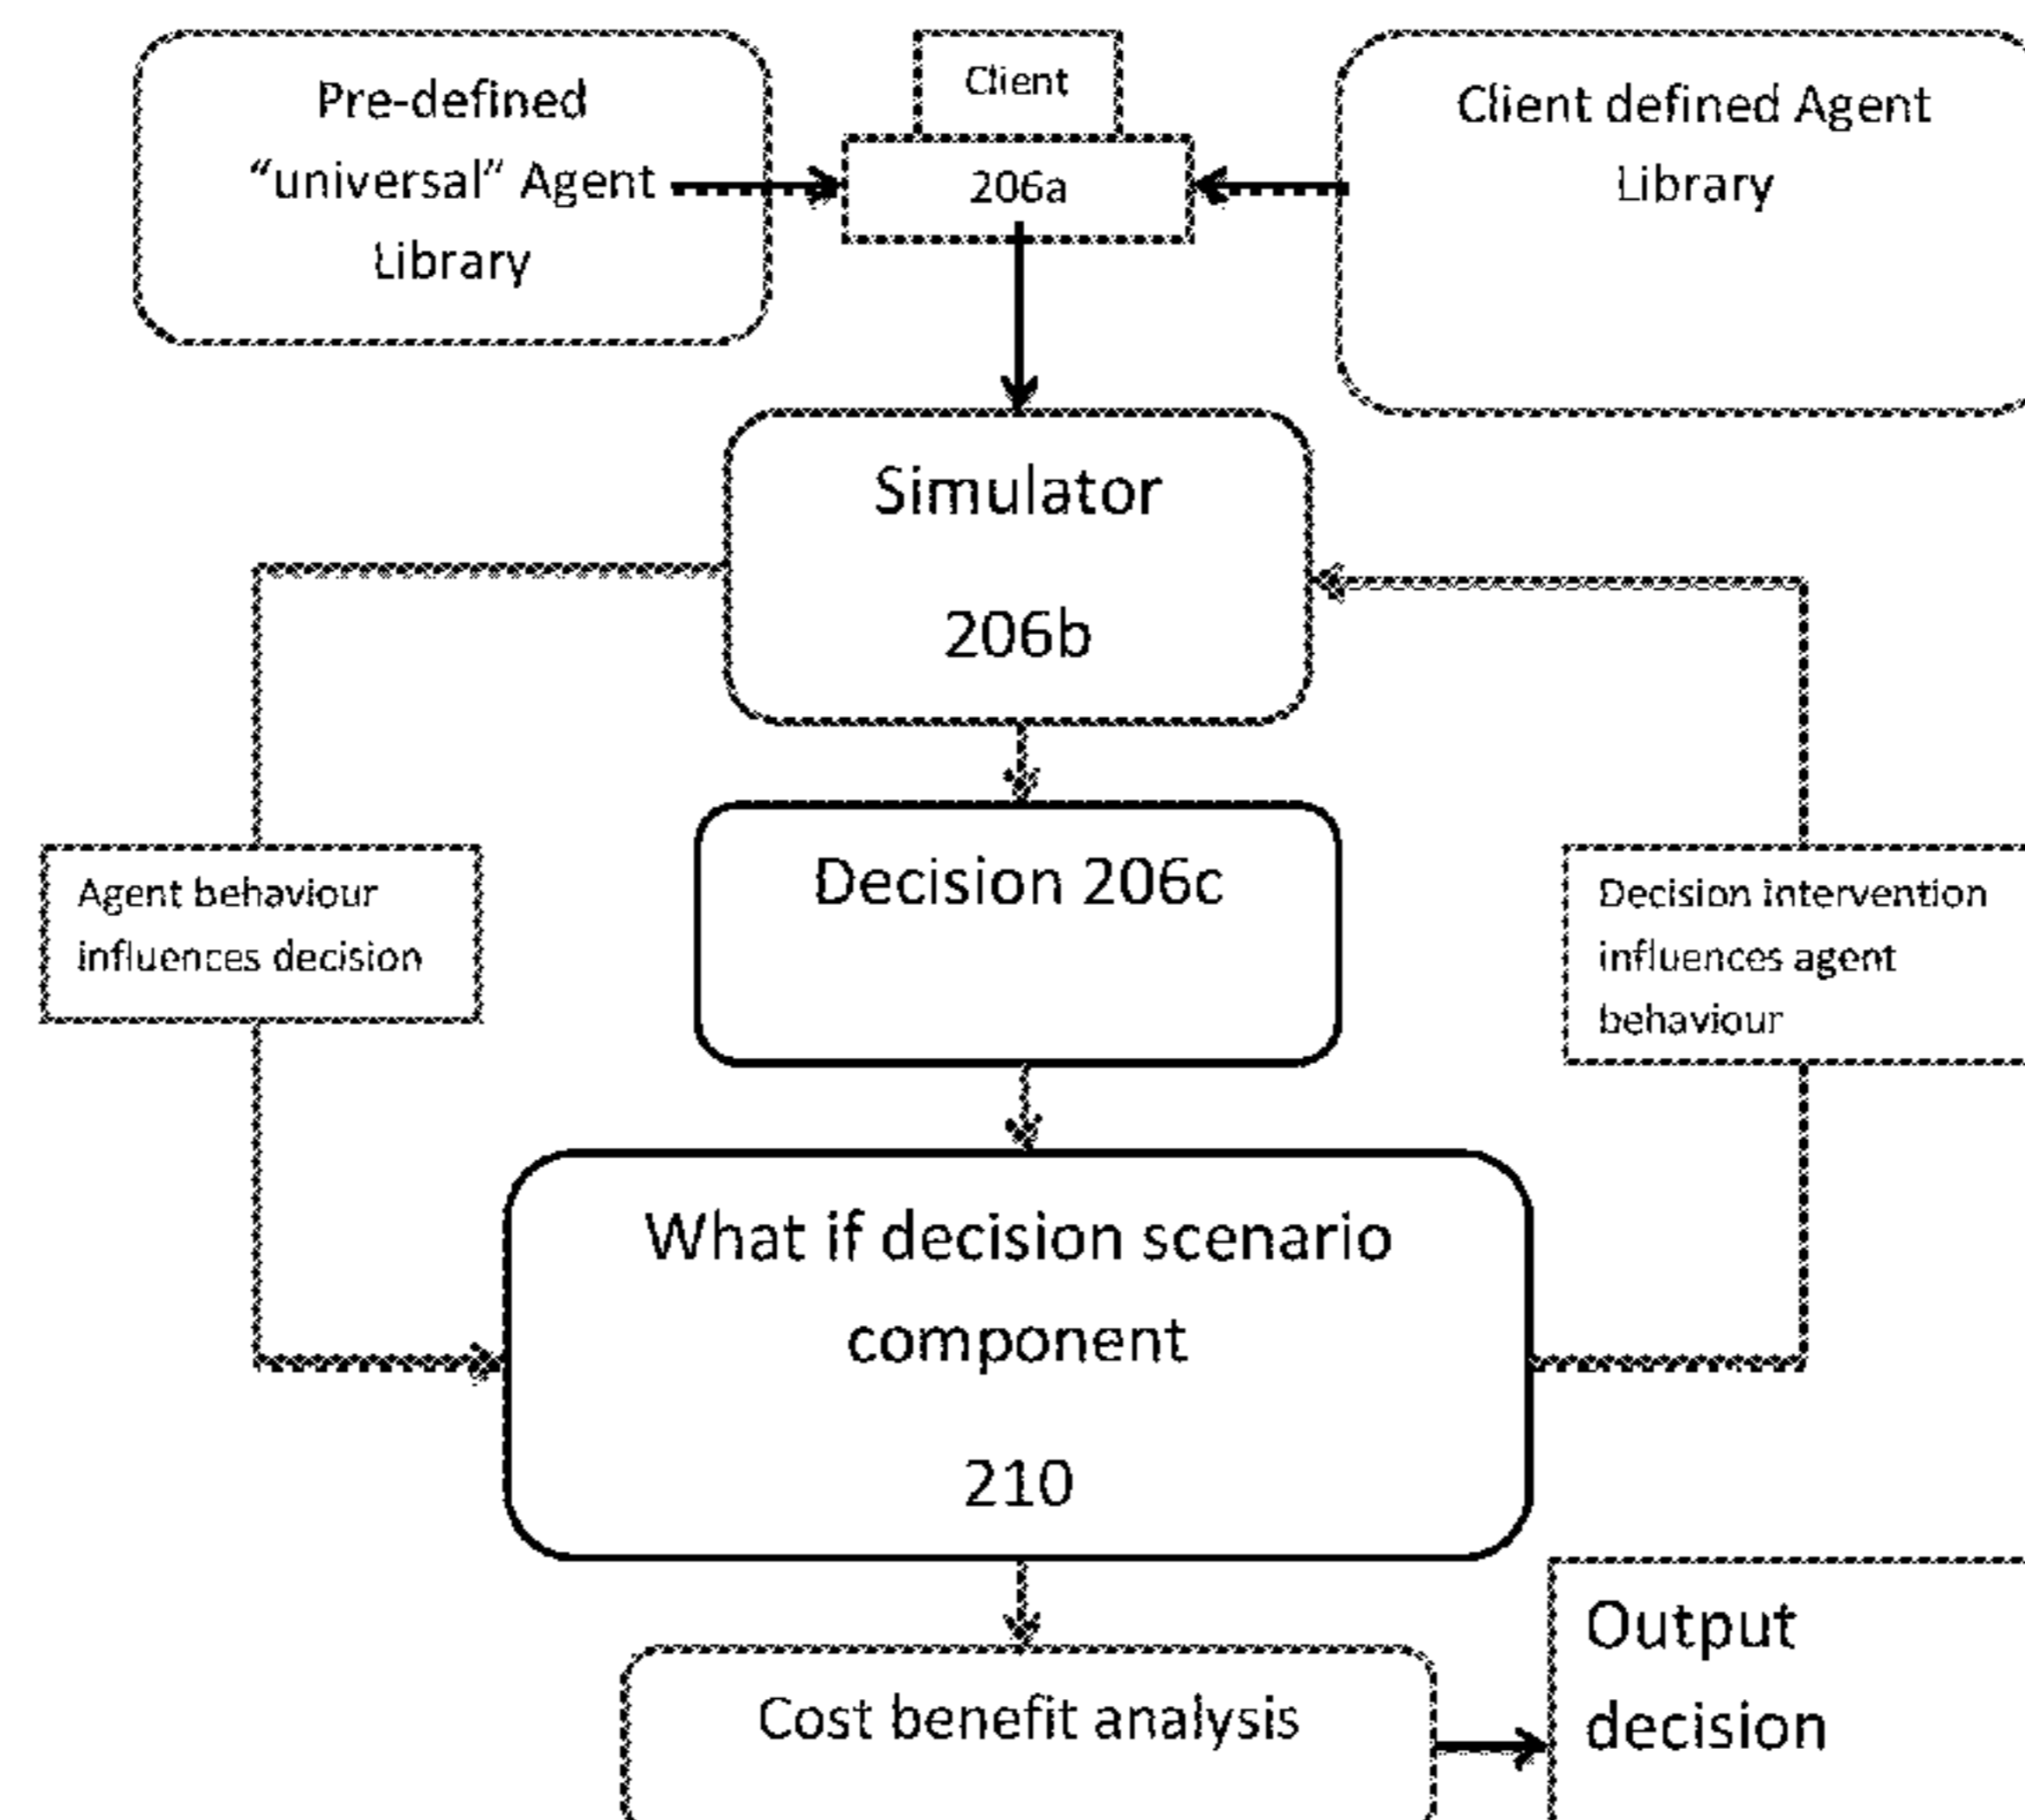 Pre-defined
“universal” Agent
Library
Client
206a
Client defined Agent
Library
Simulator
206b
Decision 206c
Agent behaviour
influences decision
Decision intervention
influences agent
behaviour
What if decision scenario
component
210
Cost benefit analysis
Output
decision